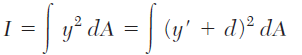 I = ∫ y² dA = ∫ (y′ + d)² dA